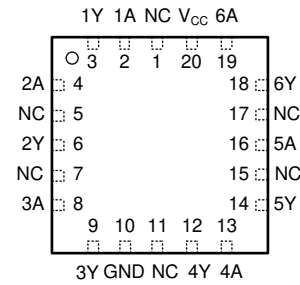 1Y 1A NC VCC 6A
3 2 1 20 19
2A 4 18 6Y
NC 5 17 NC
2Y 6 16 5A
NC 7 15 NC
3A 8 14 5Y
9 10 11 12 13
3Y GND NC 4Y 4A